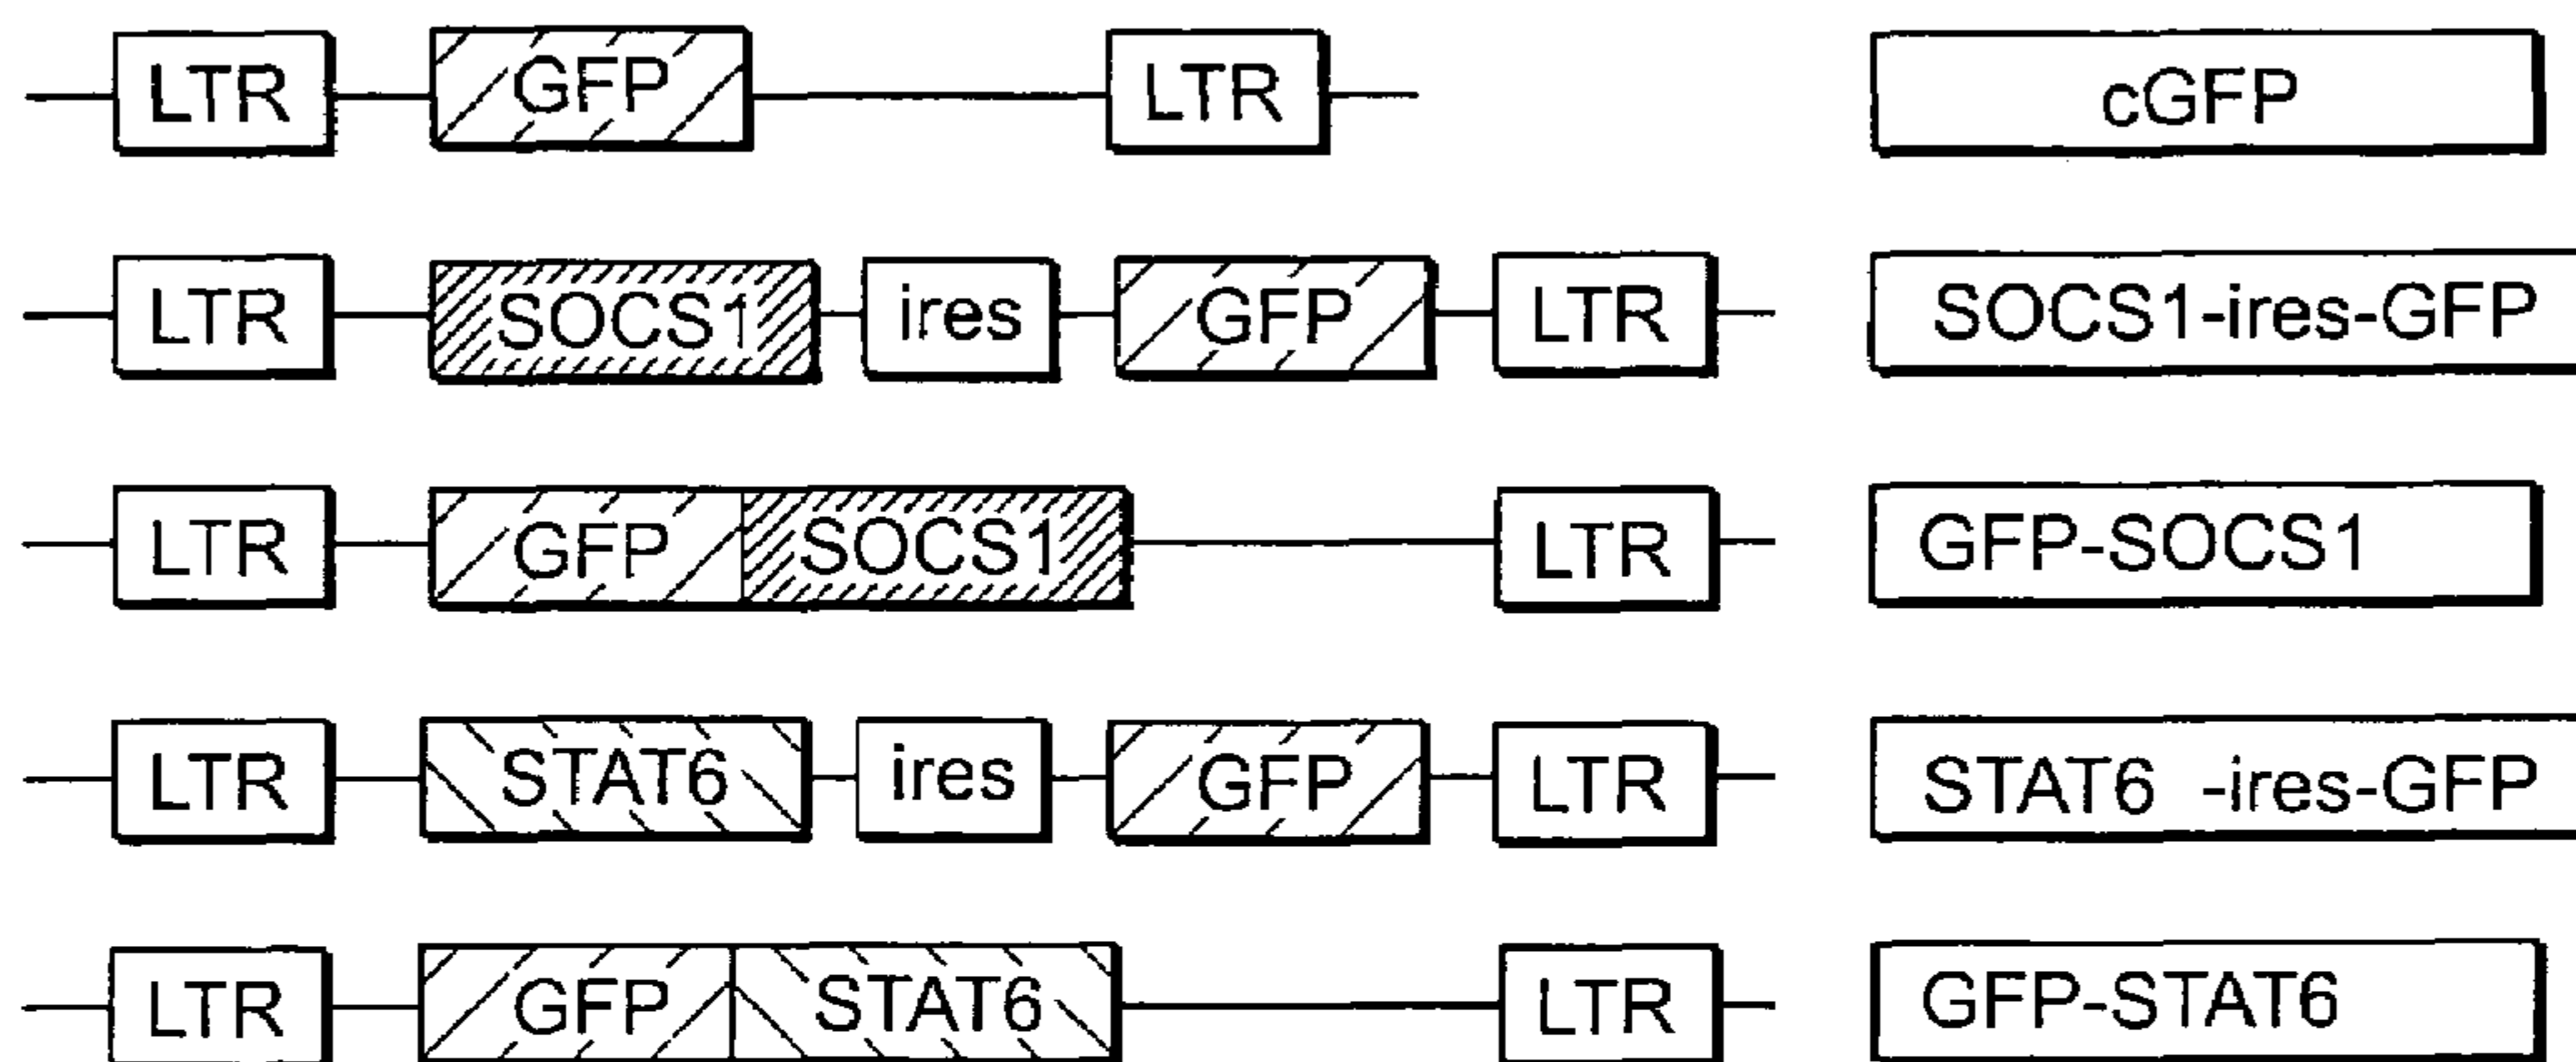 LTR GFP LTR cGFP
LTR SOCS1 ires GFP LTR SOCS1-ires-GFP
LTR GFP SOCS1 LTR GFP-SOCS1
LTR STAT6 ires GFP LTR STAT6 -ires-GFP
LTR GFP STAT6 LTR GFP-STAT6